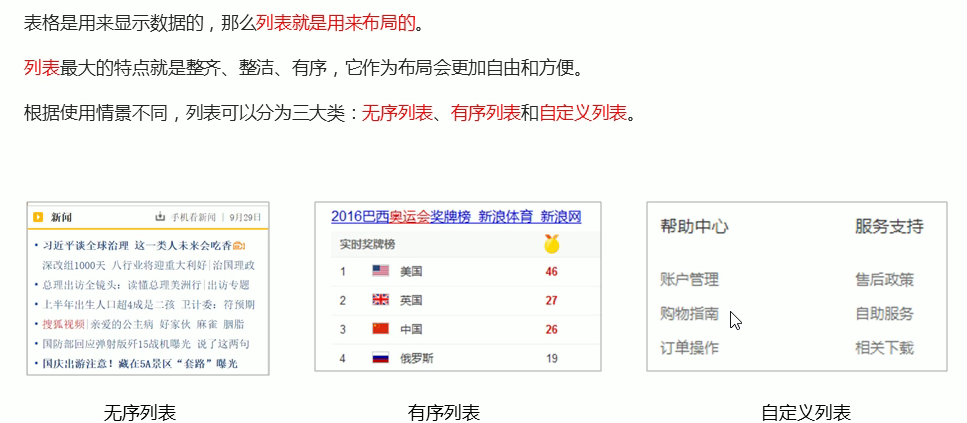 表格是用来显示数据的，那么列表就是用来布局的。
列表最大的特点就是整齐、整洁、有序，它作为布局会更加自由和方便。
根据使用情景不同，列表可以分为三大类：无序列表、有序列表和自定义列表。
新闻 手机看新闻 | 9月29日
• 习近平谈全球治理 这一类人未来会吃香
深改组1000天 八行业将迎重大利好|治国理政
• 总理出访全镜头：读懂总理美洲行|出访专题
• 上半年出生人口超4成是二孩 卫计委：符预期
• 搜狐视频|亲爱的公主病 好家伙 麻雀 胭脂
• 国防部回应弹射版歼15战机曝光 说了这两句
• 国庆出游注意！藏在5A景区“套路”曝光
2016巴西奥运会奖牌榜_新浪体育_新浪网
实时奖牌榜
1 美国 46
2 英国 27
3 中国 26
4 俄罗斯 19
帮助中心 服务支持
账户管理 售后政策
购物指南 自助服务
订单操作 相关下载
无序列表 有序列表 自定义列表